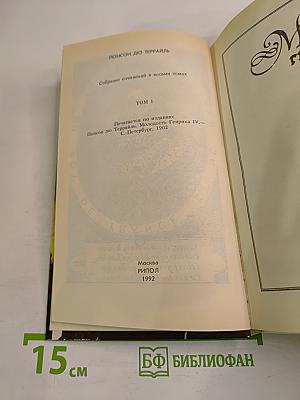 ПОНСОН ДЮ ТЕРРАЙЛЬ
Собрание сочинений в восьми томах
ТОМ 1
Печатается по изданию:
Понсон дю Террайль. Молодость Генриха IV,—
С.-Петербург, 1902
Москва
РИПОЛ
1992
15 см
БФ БИБЛИОФАН